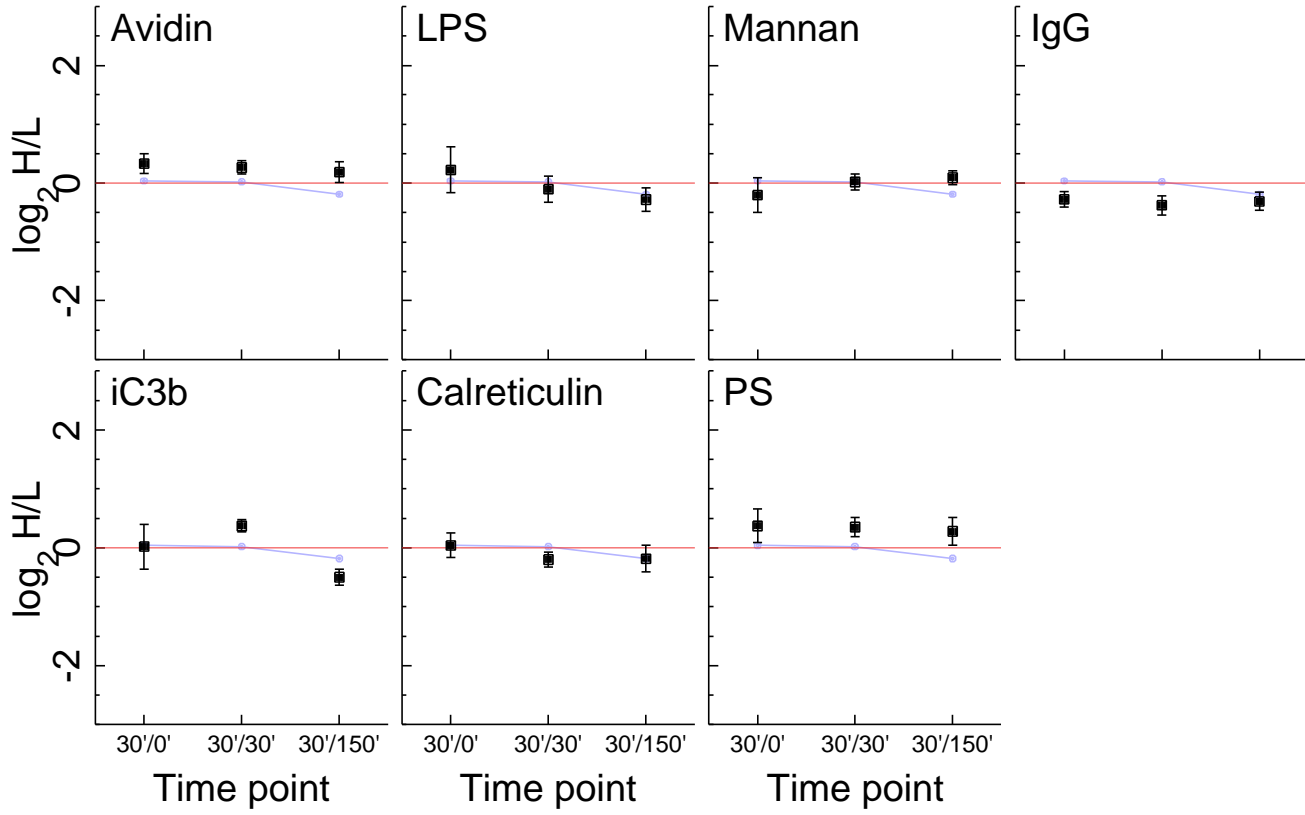 Avidin
LPS
Mannan
IgG
2
0
-2
log2 H/L
iC3b
Calreticulin
PS
2
0
-2
log2 H/L
30'/0' 30'/30' 30'/150'
30'/0' 30'/30' 30'/150'
30'/0' 30'/30' 30'/150'
Time point
Time point
Time point